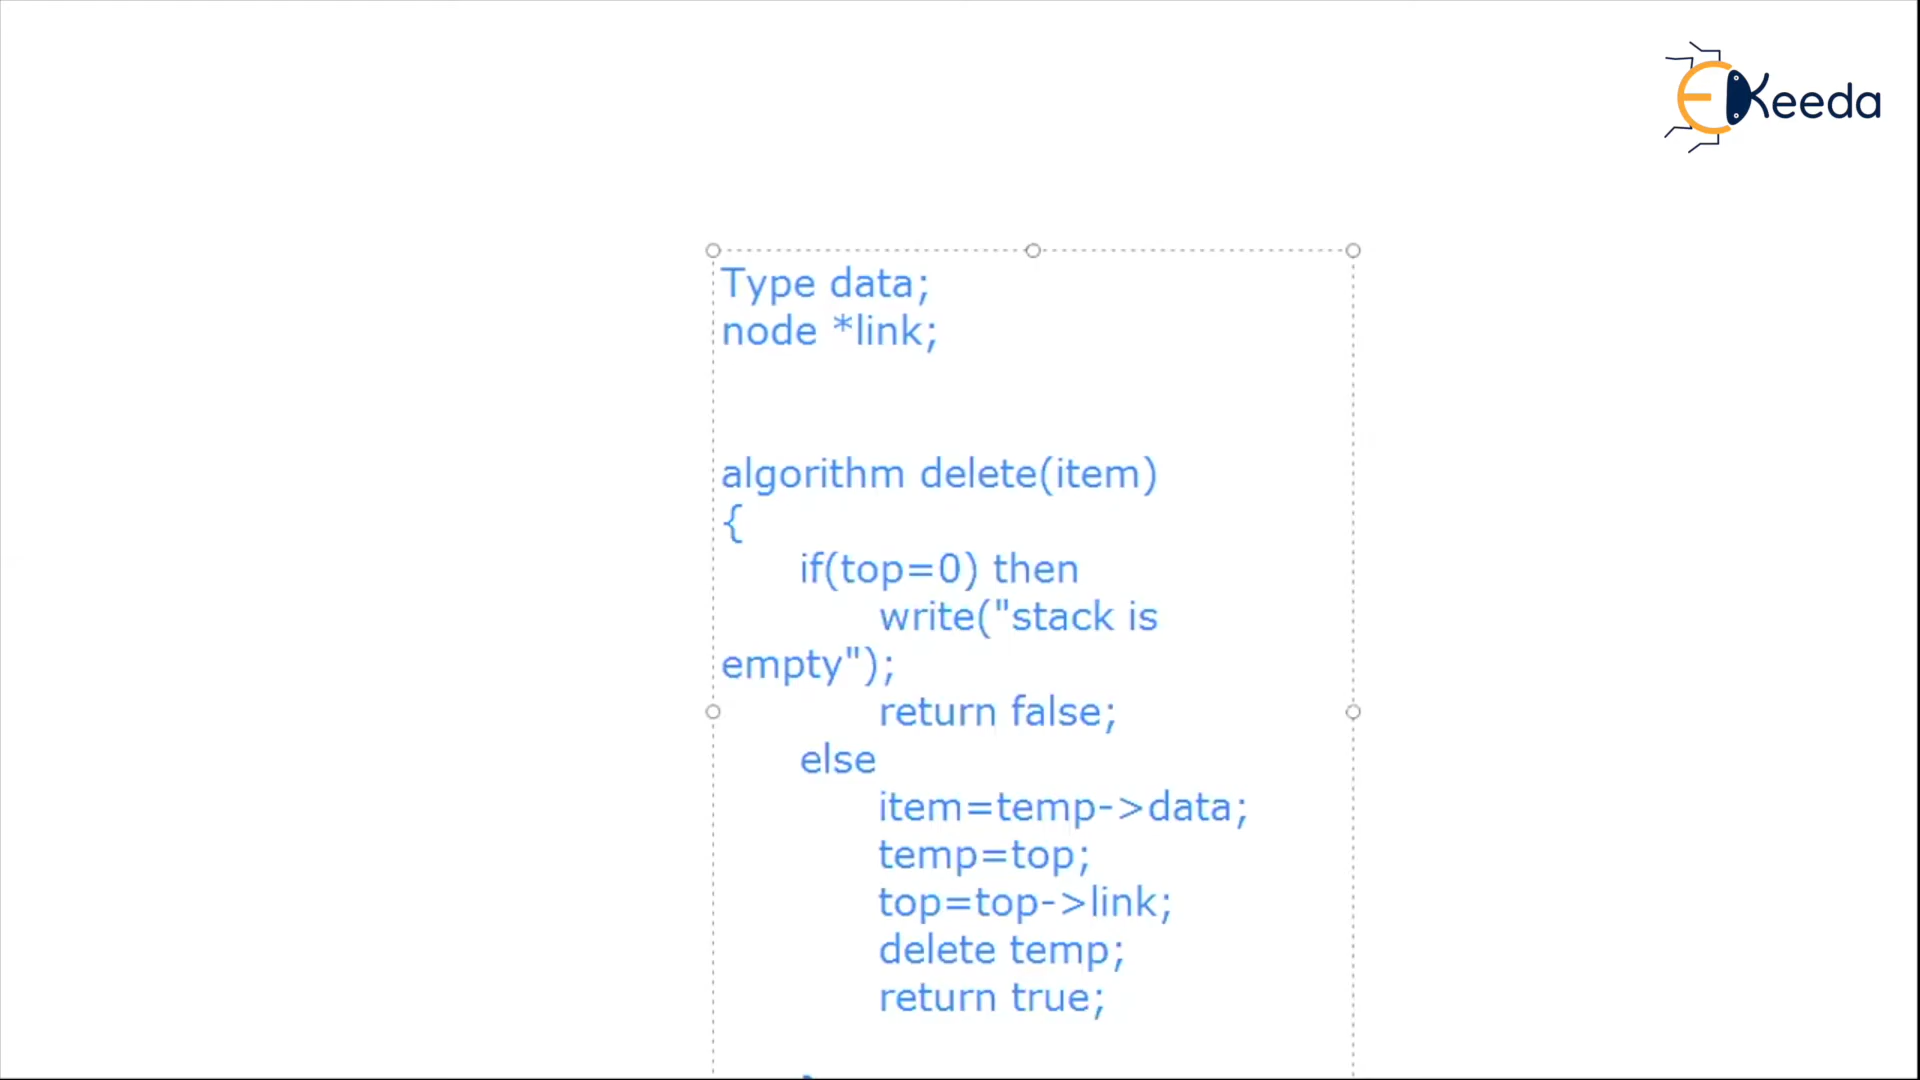 EKeeda
Type data;
node *link;
algorithm delete(item)
{
if(top=0) then
write("stack is
empty");
return false;
else
item=temp->data;
temp=top;
top=top->link;
delete temp;
return true;